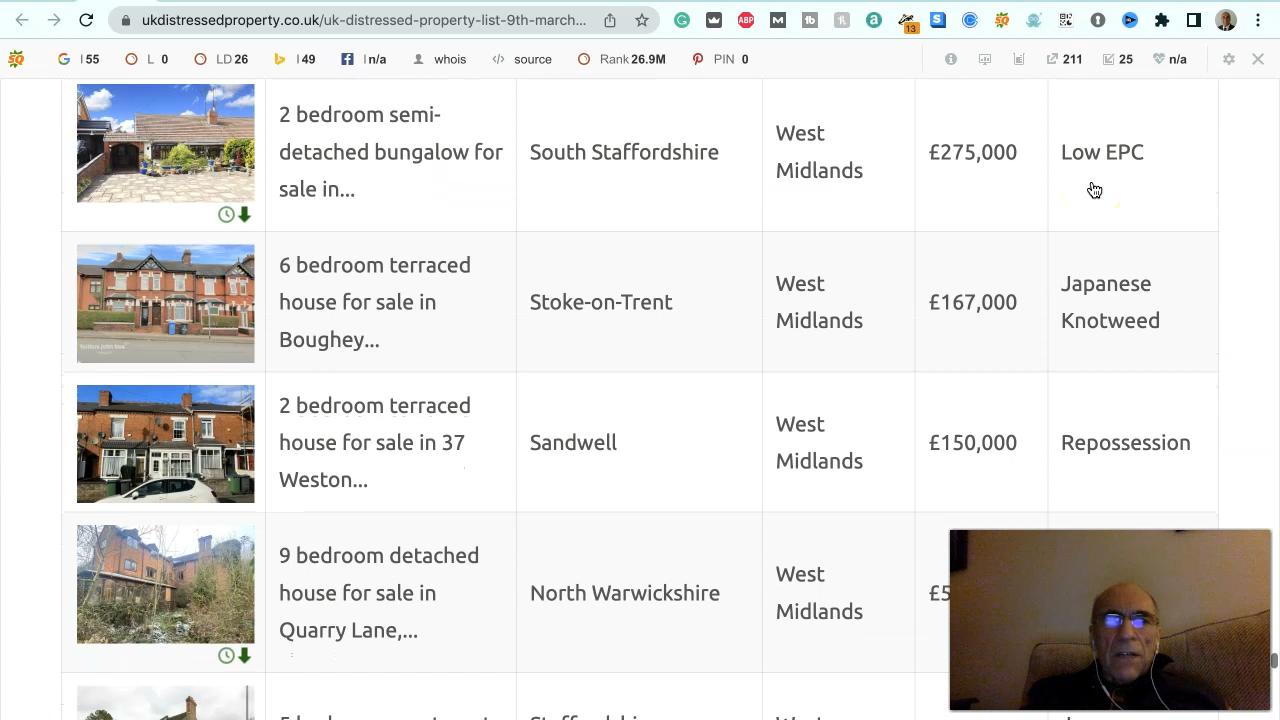 ukdistressedproperty.co.uk/uk-distressed-property-list-9th-march...
ABP
13
I 55
L 0
LD 26
I 49
I n/a
whois
source
Rank 26.9M
PIN 0
211
25
n/a
2 bedroom semi-
detached bungalow for
sale in...
South Staffordshire
West
Midlands
£275,000
Low EPC
6 bedroom terraced
house for sale in
Boughey...
Stoke-on-Trent
West
Midlands
£167,000
Japanese
Knotweed
2 bedroom terraced
house for sale in 37
Weston...
Sandwell
West
Midlands
£150,000
Repossession
9 bedroom detached
house for sale in
Quarry Lane,...
North Warwickshire
West
Midlands
£5